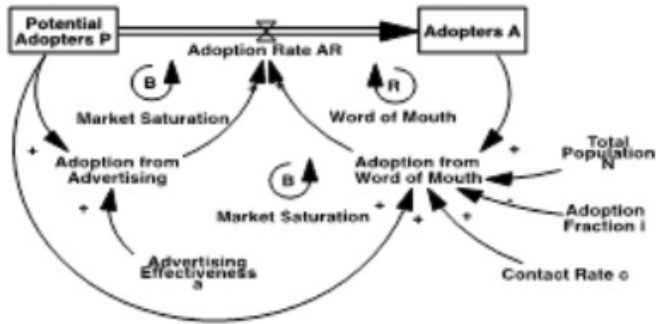 Potential
Adopters P
Adopters A
Adoption Rate AR
B
R
Market Saturation
Word of Mouth
Adoption from
Advertising
Adoption from
Word of Mouth
Total
Population
N
B
Market Saturation
Adoption
Fraction i
Advertising
Effectiveness
a
Contact Rate c